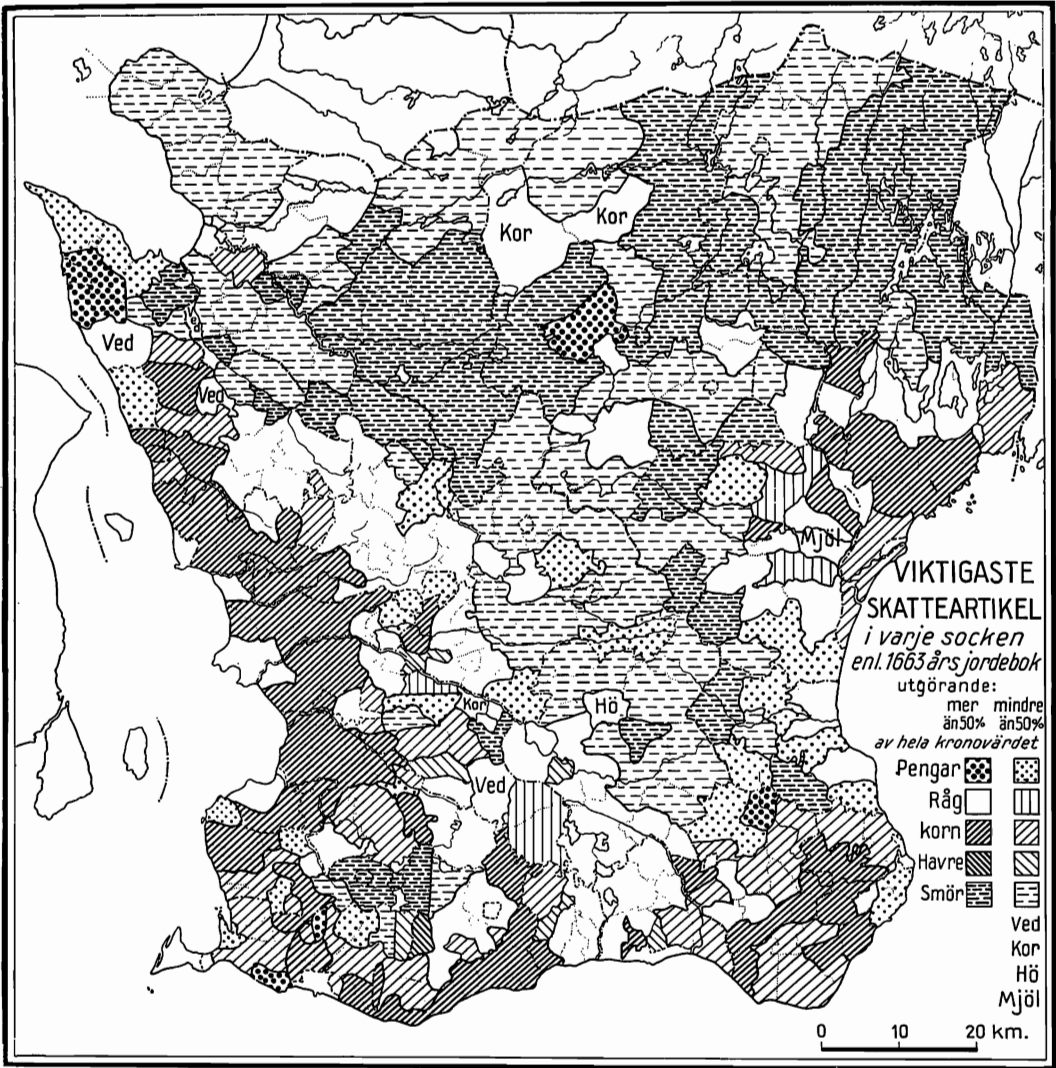 Kor
Kor
Ved
Ved
Mjöl
Kor
Hö
Ved
VIKTIGASTE
SKATTEARTIKEL
i varje socken
enl. 1663 års jordebok
utgörande:
mer mindre
än 50% än 50%
av hela kronovärdet
Pengar
Råg
korn
Havre
Smör
Ved
Kor
Hö
Mjöl
0 10 20 km.